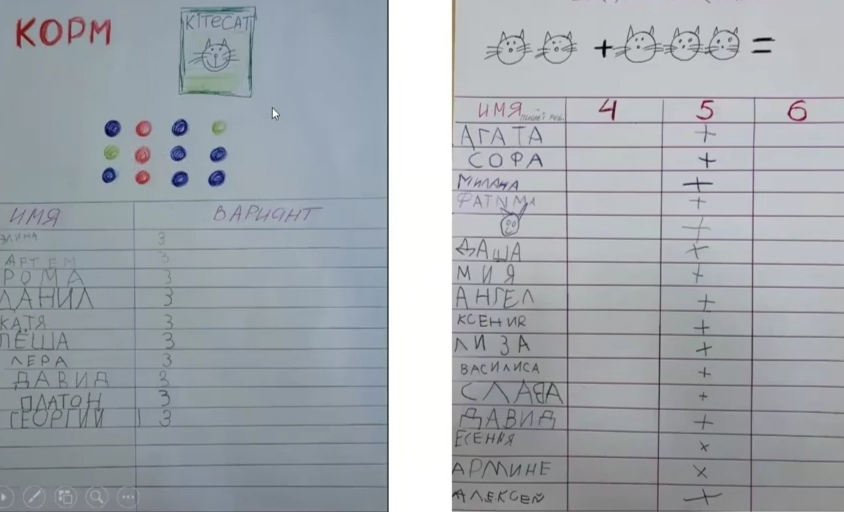 КОРМ
KITECAT
ИМЯ ВАРИАНТ
ЭЛИНА 3
АРТЕМ 3
РОМА 3
ДАНИЛ 3
КАТЯ 3
ЛЁША 3
ЛЕРА 3
ДАВИД 3
ПЛАТОН 3
ГЕОРГИЙ 3
+ =
ИМЯ 4 5 6
АГАТА +
СОФА +
МИЛАНА +
ФАТИМА +
+
ДАША +
МИЯ +
АНГЕЛ +
КСЕНИЯ +
ЛИЗА +
ВАСИЛИСА +
СЛАВА +
ДАВИД +
ЕСЕНИЯ ×
АРМИНЕ ×
АЛЕКСЕЙ +